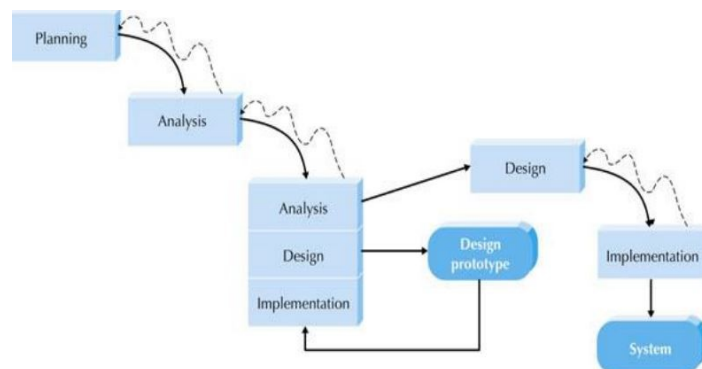 Planning
Analysis
Analysis
Design
Implementation
Design
prototype
Design
Implementation
System